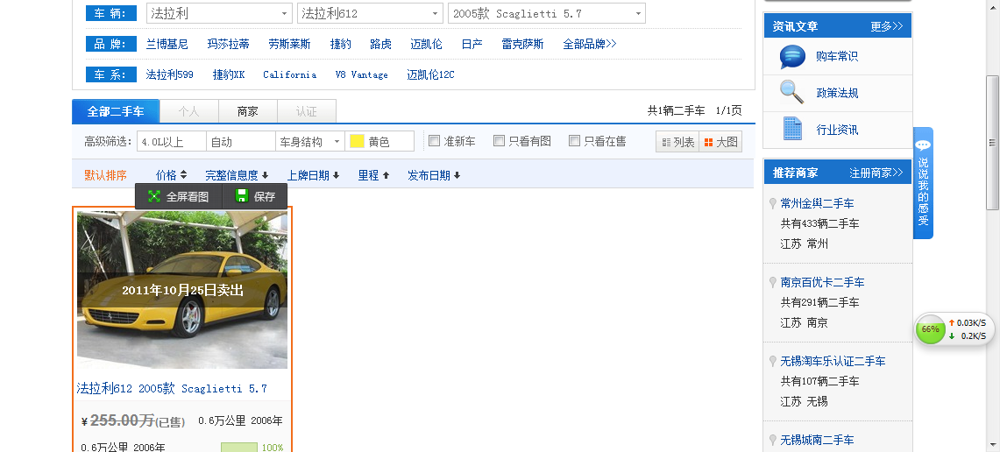 车 辆: 法拉利 法拉利612 2005款 Scaglietti 5.7
品 牌: 兰博基尼 玛莎拉蒂 劳斯莱斯 捷豹 路虎 迈凯伦 日产 雷克萨斯 全部品牌>>
车 系: 法拉利599 捷豹XK California V8 Vantage 迈凯伦12C
全部二手车 个人 商家 认证 共1辆二手车 1/1页
高级筛选: 4.0L以上 自动 车身结构 黄色 准新车 只看有图 只看在售 列表 大图
默认排序 价格 完整信息度 上牌日期 里程 发布日期
全屏看图 保存
2011年10月25日卖出
法拉利612 2005款 Scaglietti 5.7
¥255.00万(已售) 0.6万公里 2006年
0.6万公里 2006年 100%
资讯文章 更多>>
购车常识
政策法规
行业资讯
推荐商家 注册商家>>
常州金舆二手车
共有433辆二手车
江苏 常州
南京百优卡二手车
共有291辆二手车
江苏 南京
无锡淘车乐认证二手车
共有107辆二手车
江苏 无锡
无锡城南二手车
说说我的感受
66% 0.03K/S
0.2K/S